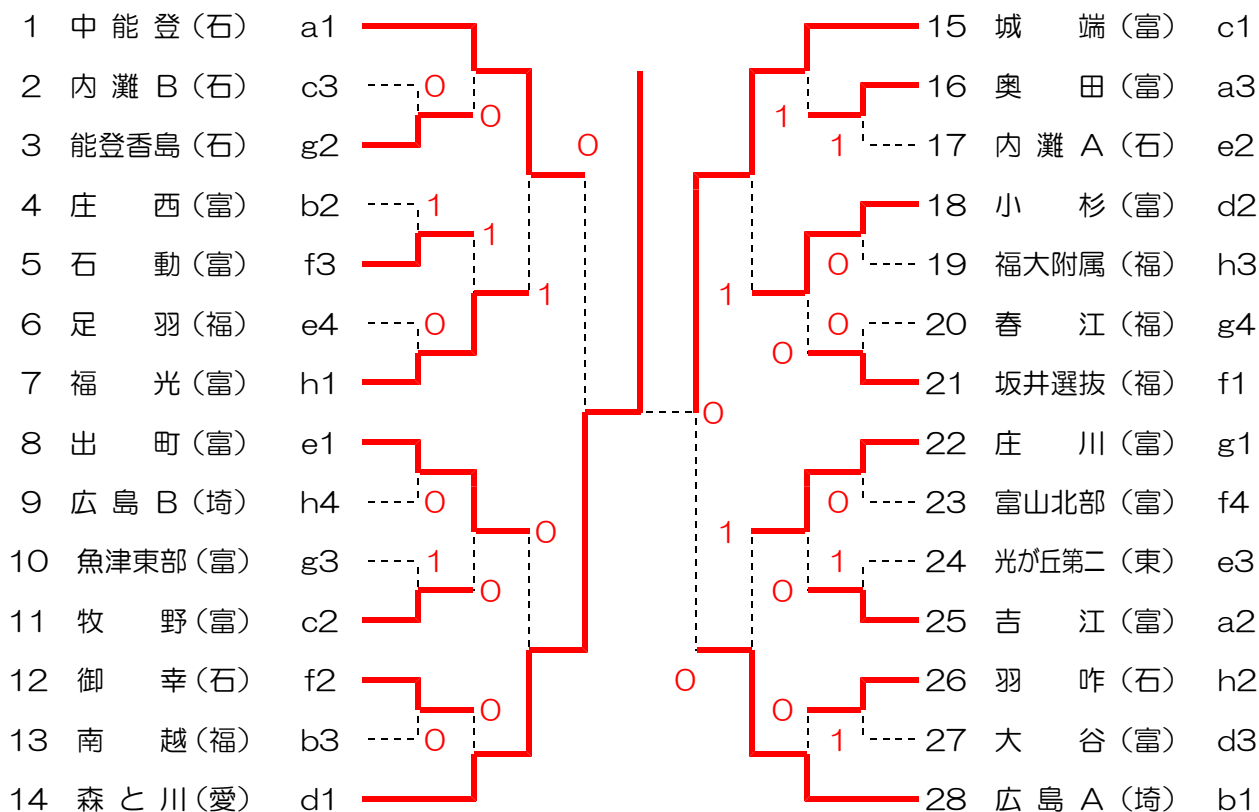 1 中能登(石) a1
2 内灘B(石) c3
3 能登香島(石) g2
4 庄西(富) b2
5 石動(富) f3
6 足羽(福) e4
7 福光(富) h1
8 出町(富) e1
9 広島B(埼) h4
10 魚津東部(富) g3
11 牧野(富) c2
12 御幸(石) f2
13 南越(福) b3
14 森と川(愛) d1
0
0
0
1
1
1
0
0
0
1
0
0
0
15 城端(富) c1
16 奥田(富) a3
17 内灘A(石) e2
18 小杉(富) d2
19 福大附属(福) h3
20 春江(福) g4
21 坂井選抜(福) f1
22 庄川(富) g1
23 富山北部(富) f4
24 光が丘第二(東) e3
25 吉江(富) a2
26 羽咋(石) h2
27 大谷(富) d3
28 広島A(埼) b1
1
1
0
1
0
0
0
0
1
1
0
0
0
1